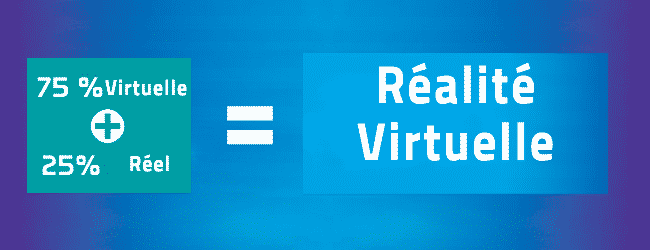 75 % Virtuelle
+
25% Réel
=
Réalité
Virtuelle